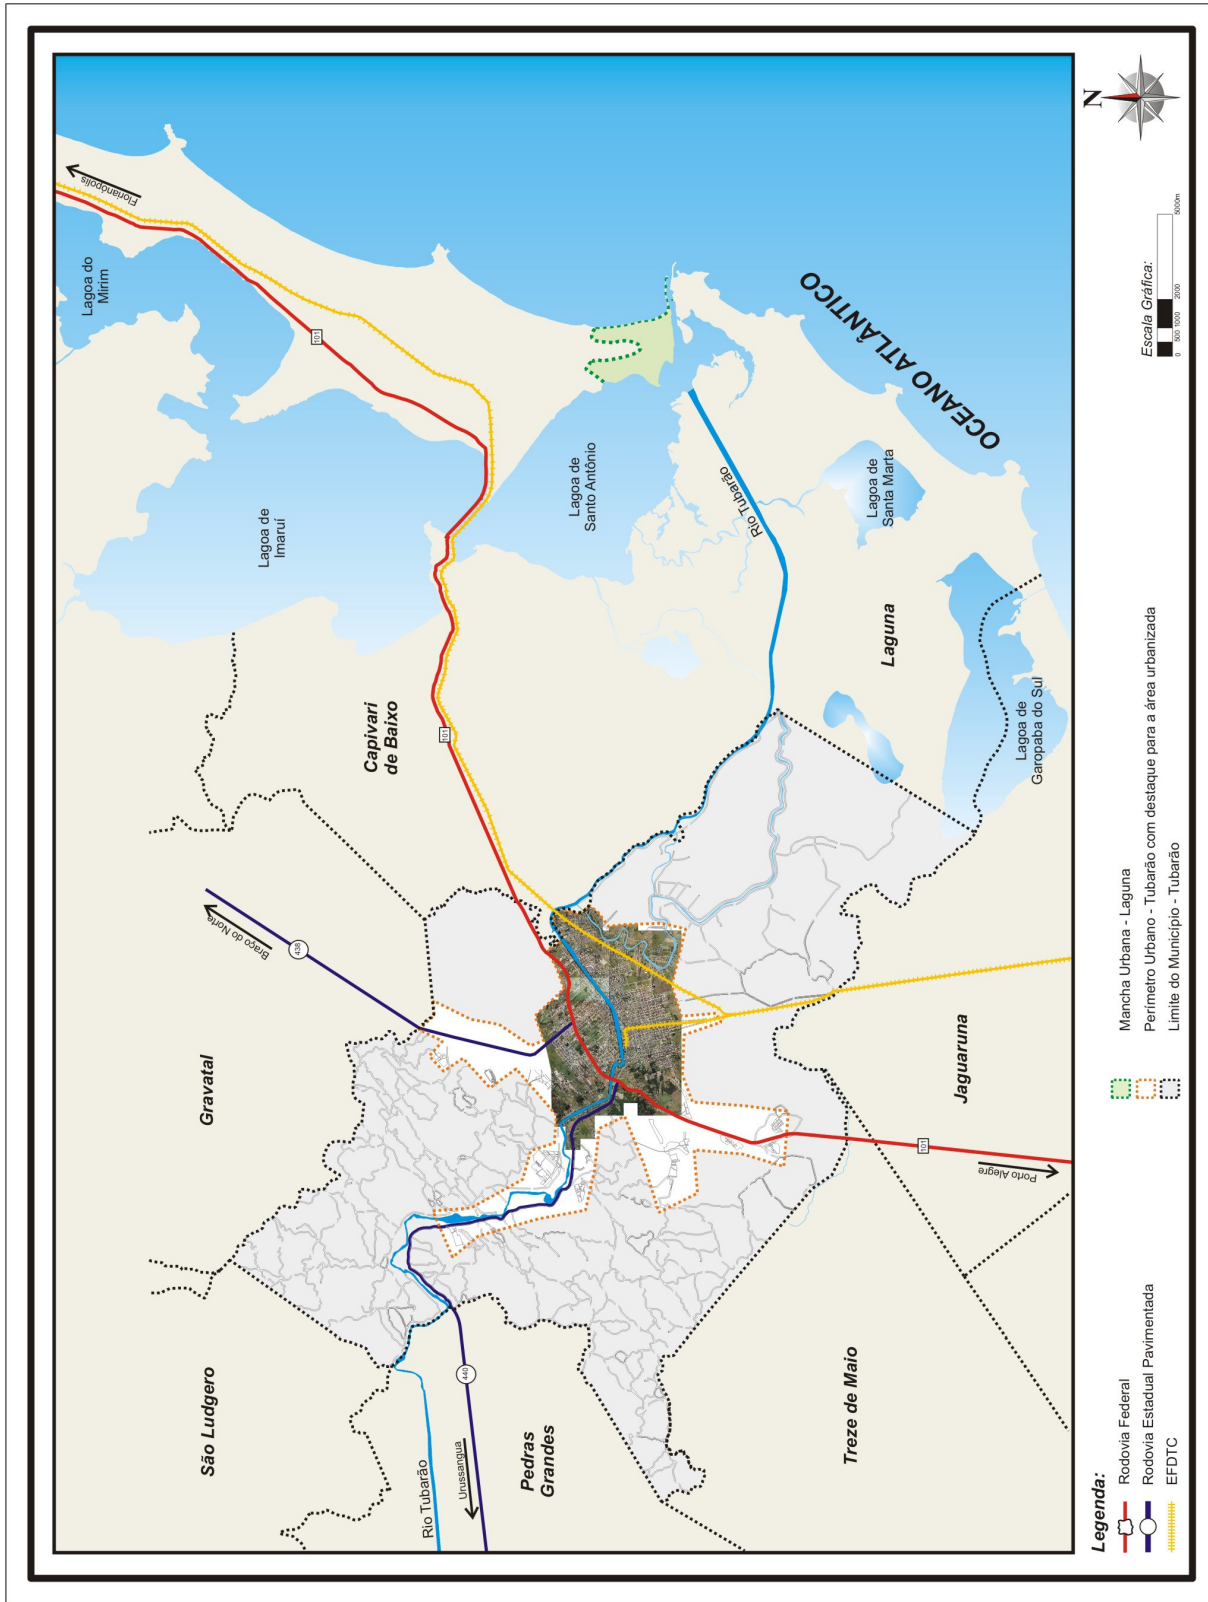 São Ludgero
Gravatal
Braço do Norte
438
Lagoa do
Mirim
Florianópolis
101
Lagoa de
Imaruí
Capivari
de Baixo
101
Rio Tubarão
Urussangua
440
Pedras
Grandes
Lagoa de
Santo Antônio
Rio Tubarão
OCEANO ATLÂNTICO
Lagoa de
Santa Marta
Laguna
Lagoa de
Garopaba do Sul
Treze de Maio
Jaguaruna
101
Porto Alegre
Legenda:
Rodovia Federal
Rodovia Estadual Pavimentada
EFDTC
Mancha Urbana - Laguna
-
Perímetro Urbano - Tubarão com destaque para a área urbanizada
Limite do Município - Tubarão
Escala Gráfica:
0 500 1000 2000 5000m
N